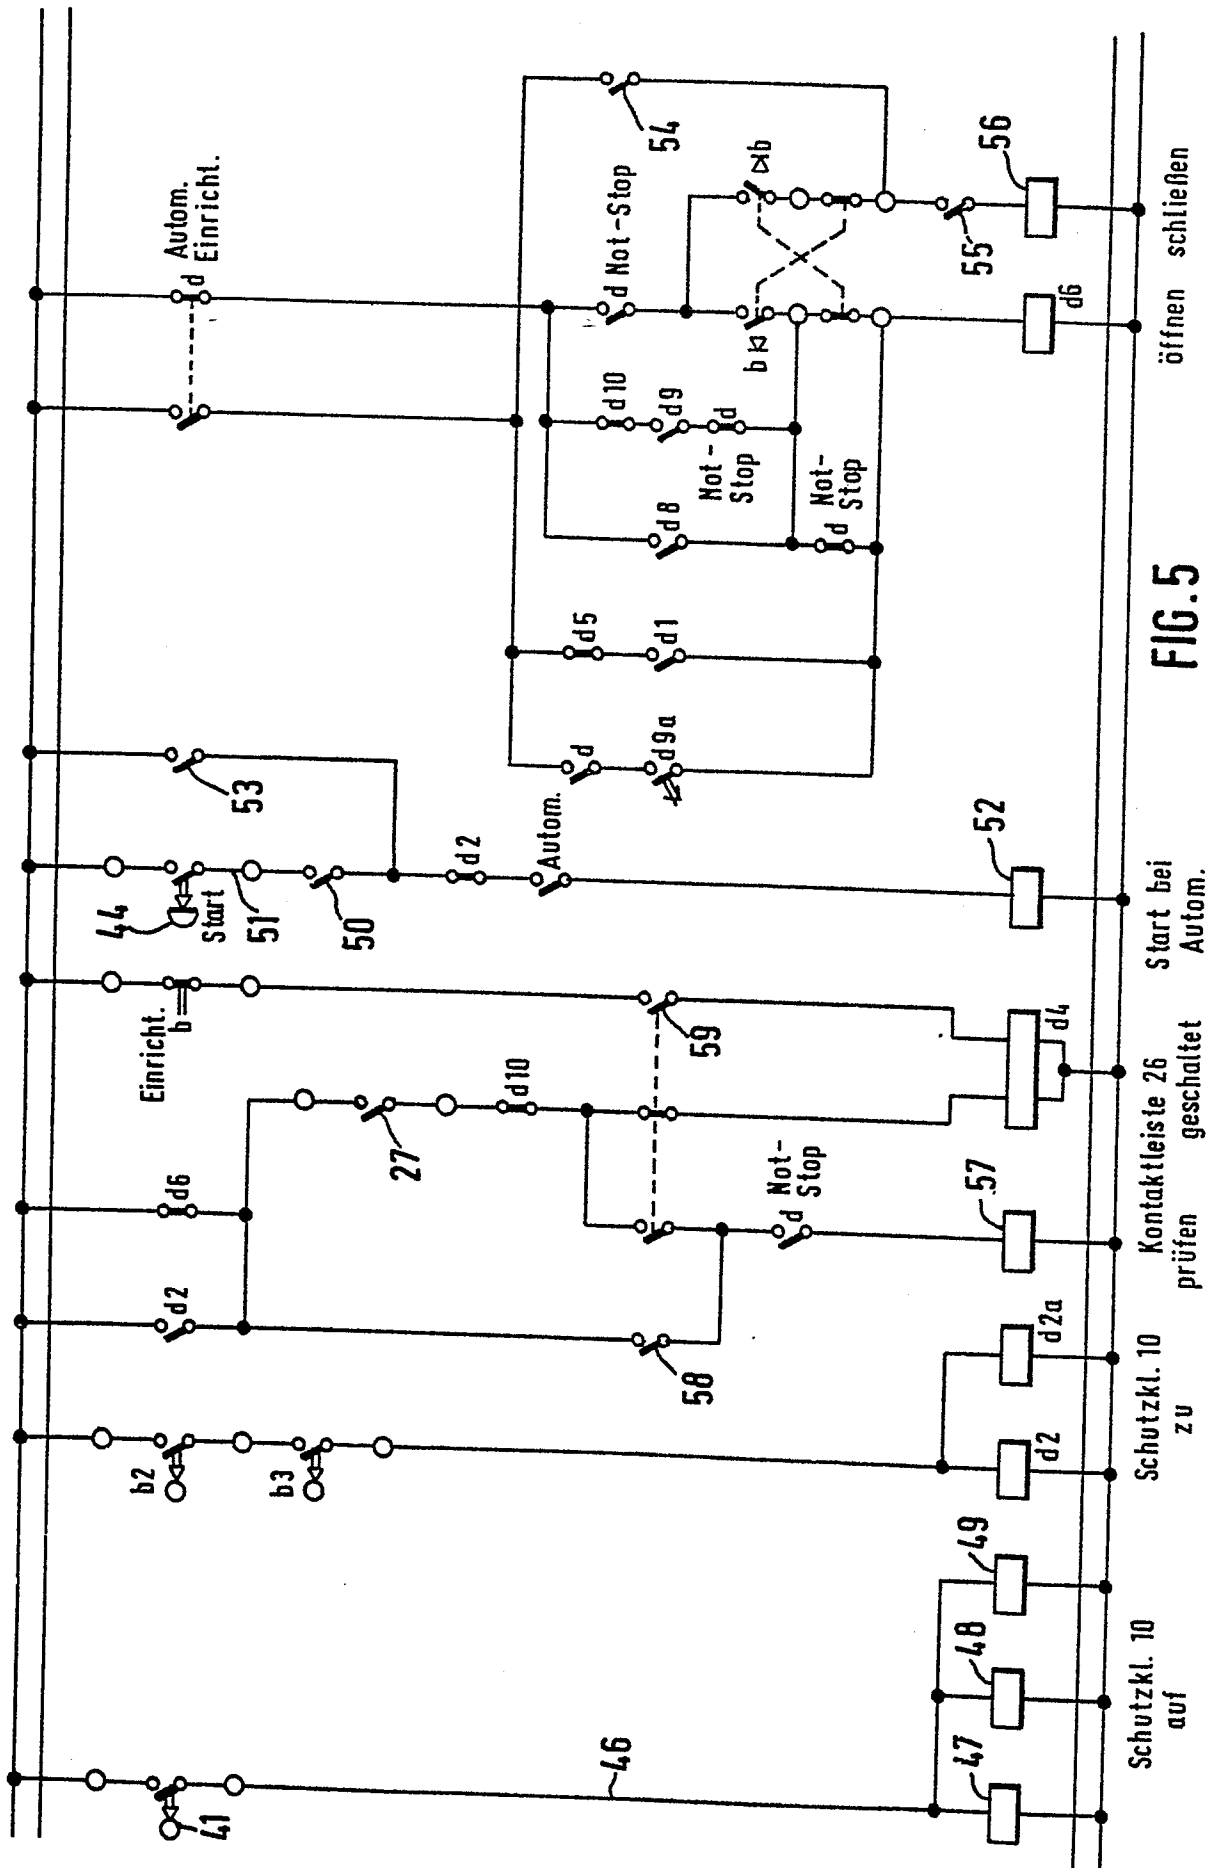 Autom.
Einricht.
d
d Not-Stop
54
b
b
d10
d9
d
Not-
Stop
d8
d
Not-
Stop
d5
d1
d
d9a
55
56
d6
öffnen schließen
53
44
Start
51
50
d2
Autom.
52
Start bei
Autom.
Einricht.
b
59
d10
27
d6
d4
d2
58
d
Not-
Stop
57
Kontaktleiste 26
prüfen geschaltet
b2
b3
d2
d2a
Schutzkl. 10
zu
41
46
47
48
49
Schutzkl. 10
auf
FIG.5